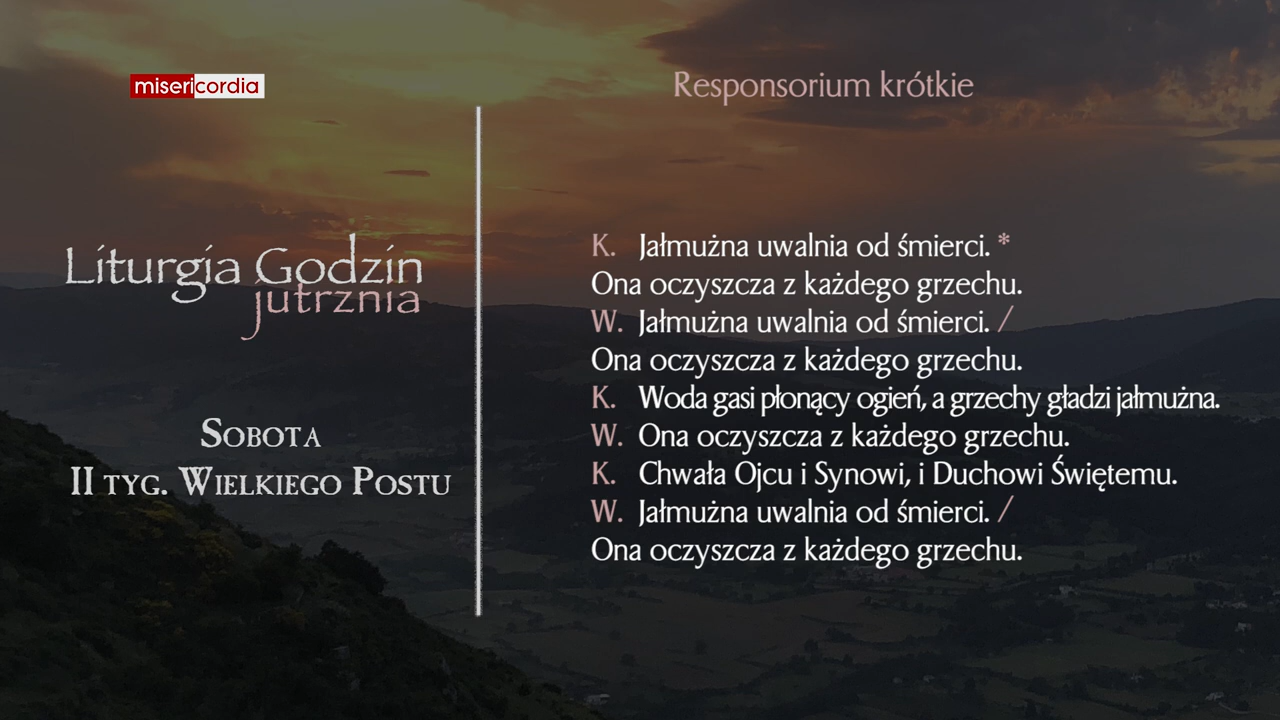 misericordia
Liturgia Godzin
jutrznia
Sobota
II tyg. Wielkiego Postu
Responsorium krótkie
K. Jałmużna uwalnia od śmierci. *
Ona oczyszcza z każdego grzechu.
W. Jałmużna uwalnia od śmierci. /
Ona oczyszcza z każdego grzechu.
K. Woda gasi płonący ogień, a grzechy gładzi jałmużna.
W. Ona oczyszcza z każdego grzechu.
K. Chwała Ojcu i Synowi, i Duchowi Świętemu.
W. Jałmużna uwalnia od śmierci. /
Ona oczyszcza z każdego grzechu.